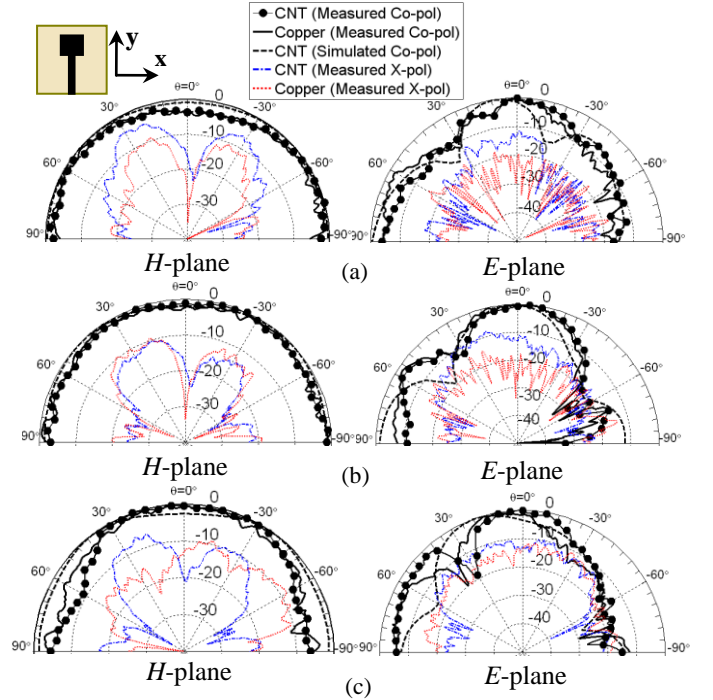 CNT (Measured Co-pol)
Copper (Measured Co-pol)
CNT (Simulated Co-pol)
CNT (Measured X-pol)
Copper (Measured X-pol)
y
x
θ=0° 0
30° -30°
-10
60° -60°
-20
-30
90° -90°
H-plane
θ=0° 0
30° -30°
-10
60° -60°
-20
-30
-40
90° -90°
E-plane
(a)
θ=0° 0
30° -30°
-10
60° -60°
-20
-30
90° -90°
H-plane
θ=0° 0
30° -30°
-10
60° -60°
-20
-30
-40
90° -90°
E-plane
(b)
θ=0° 0
30° -30°
-10
60° -60°
-20
-30
90° -90°
H-plane
θ=0° 0
30° -30°
-10
60° -60°
-20
-30
-40
90° -90°
E-plane
(c)